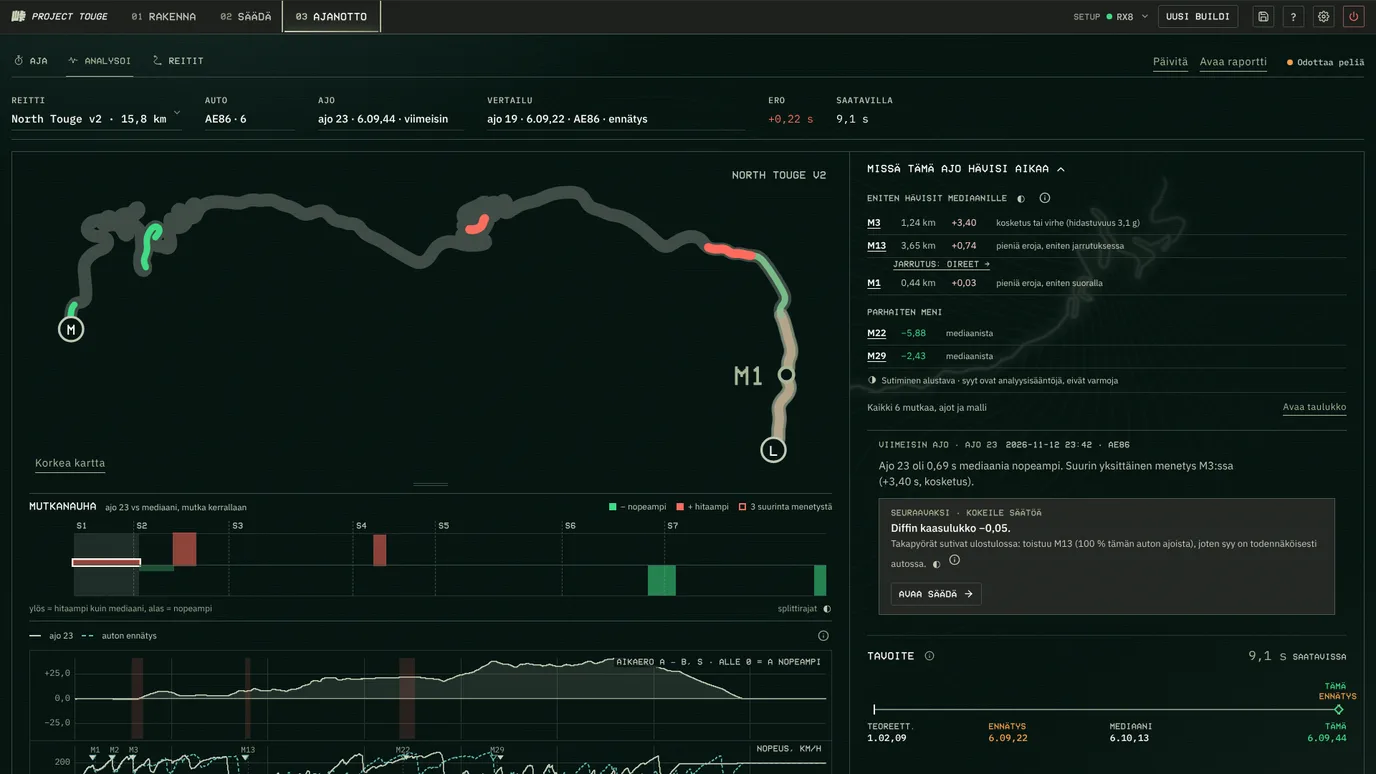 PROJECT TOUGE
01 RAKENNA
02 SÄÄDÄ
03 AJANOTTO
SETUP RX8
UUSI BUILDI
?
AJA
ANALYSOI
REITIT
Päivitä
Avaa raportti
Odottaa peliä
REITTI
North Touge v2 · 15,8 km
AUTO
AE86 · 6
AJO
ajo 23 · 6.09,44 · viimeisin
VERTAILU
ajo 19 · 6.09,22 · AE86 · ennätys
ERO
+0,22 s
SAATAVILLA
9,1 s
NORTH TOUGE V2
M
M1
L
Korkea kartta
MUTKANAUHA ajo 23 vs mediaani, mutka kerrallaan
− nopeampi
+ hitaampi
3 suurinta menetystä
S1 S2 S3 S4 S5 S6 S7
ylös = hitaampi kuin mediaani, alas = nopeampi
splittirajat
ajo 23
auton ennätys
AIKAERO A – B, S · ALLE 0 = A NOPEAMPI
+25,0
0,0
−25,0
NOPEUS, KM/H
M1 M2 M3 M13 M22 M29
200
MISSÄ TÄMÄ AJO HÄVISI AIKAA
ENITEN HÄVISIT MEDIAANILLE
M3 1,24 km +3,40 kosketus tai virhe (hidastuvuus 3,1 g)
M13 3,65 km +0,74 pieniä eroja, eniten jarrutuksessa
JARRUTUS: OIREET →
M1 0,44 km +0,03 pieniä eroja, eniten suoralla
PARHAITEN MENI
M22 −5,88 mediaanista
M29 −2,43 mediaanista
Sutiminen alustava · syyt ovat analyysisääntöjä, eivät varmoja
Kaikki 6 mutkaa, ajot ja malli
Avaa taulukko
VIIMEISIN AJO · AJO 23 2026-11-12 23:42 · AE86
Ajo 23 oli 0,69 s mediaania nopeampi. Suurin yksittäinen menetys M3:ssa
(+3,40 s, kosketus).
SEURAAVAKSI · KOKEILE SÄÄTÖÄ
Diffin kaasulukko −0,05.
Takapyörät sutivat ulostulossa: toistuu M13 (100 % tämän auton ajoista), joten syy on todennäköisesti
autossa.
AVAA SÄÄDÄ →
TAVOITE
9,1 s SAATAVISSA
TÄMÄ
ENNÄTYS
TEOREETT.
1.02,09
ENNÄTYS
6.09,22
MEDIAANI
6.10,13
TÄMÄ
6.09,44